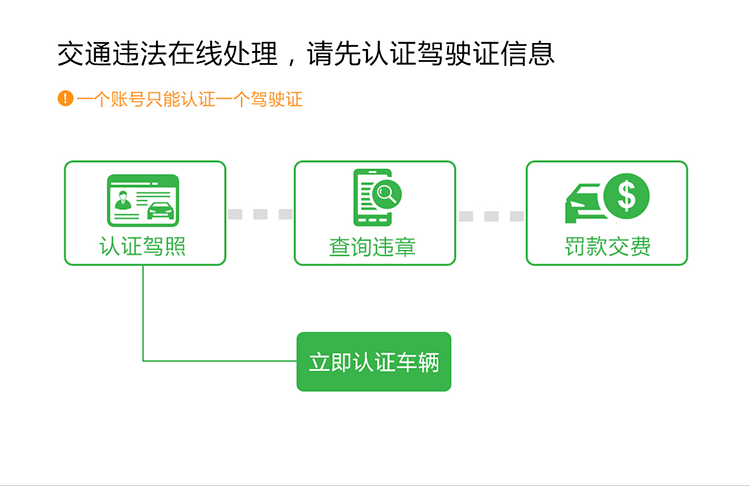 交通违法在线处理，请先认证驾驶证信息
一个账号只能认证一个驾驶证
认证驾照
查询违章
罚款交费
立即认证车辆